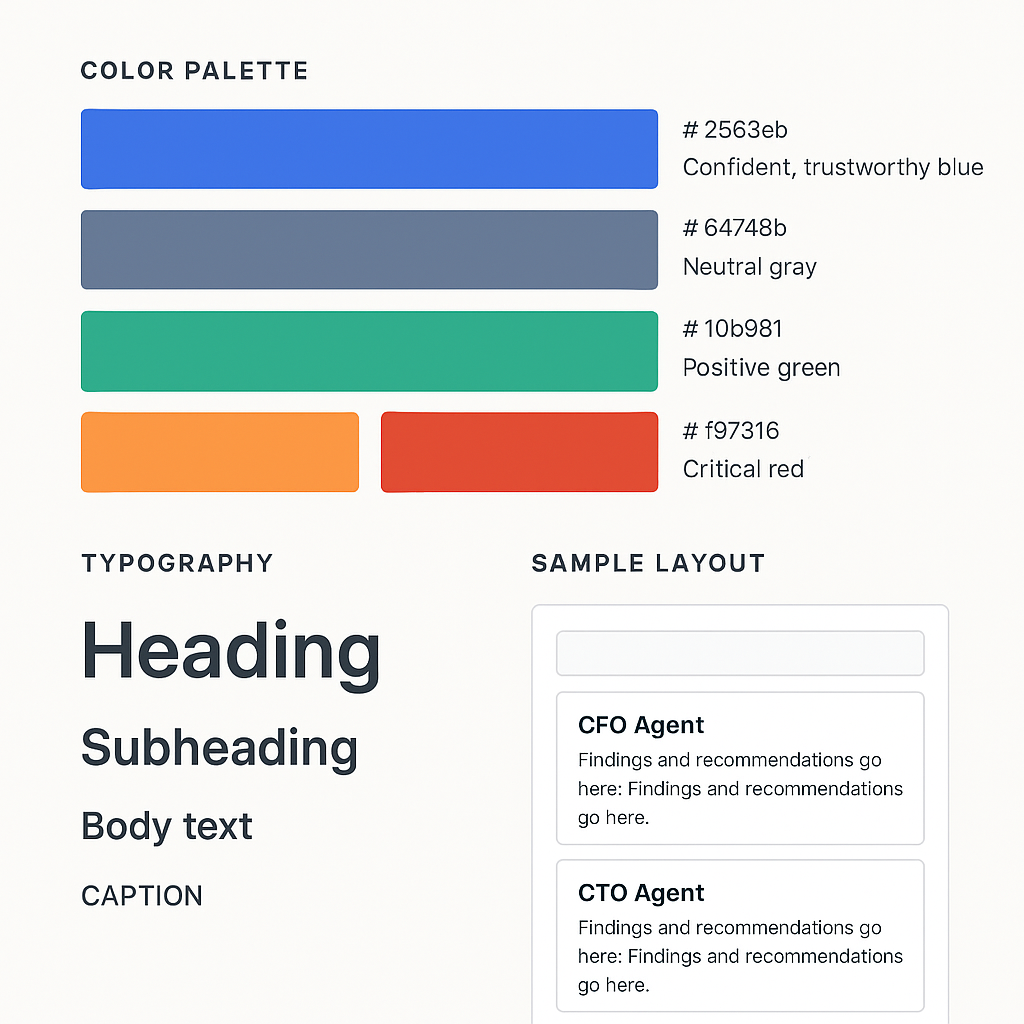 COLOR PALETTE
# 2563eb
Confident, trustworthy blue
# 64748b
Neutral gray
# 10b981
Positive green
# f97316
Critical red
TYPOGRAPHY
Heading
Subheading
Body text
CAPTION
SAMPLE LAYOUT
CFO Agent
Findings and recommendations go
here: Findings and recommendations
go here.
CTO Agent
Findings and recommendations go
here: Findings and recommendations
go here.